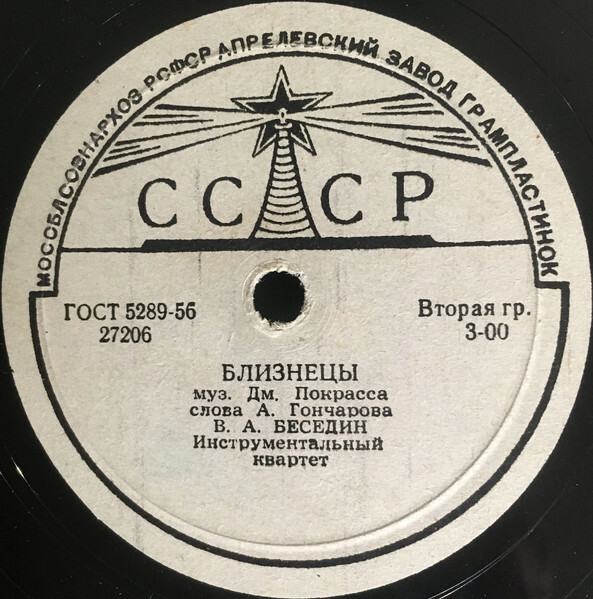 МОСОБЛСОВНАРХОЗ РСФСР АПРЕЛЕВСКИЙ ЗАВОД ГРАМПЛАСТИНОК
СССР
ГОСТ 5289-56
27206
Вторая гр.
3-00
БЛИЗНЕЦЫ
муз. Дм. Покрасса
слова А. Гончарова
В. А. БЕСЕДИН
Инструментальный
квартет